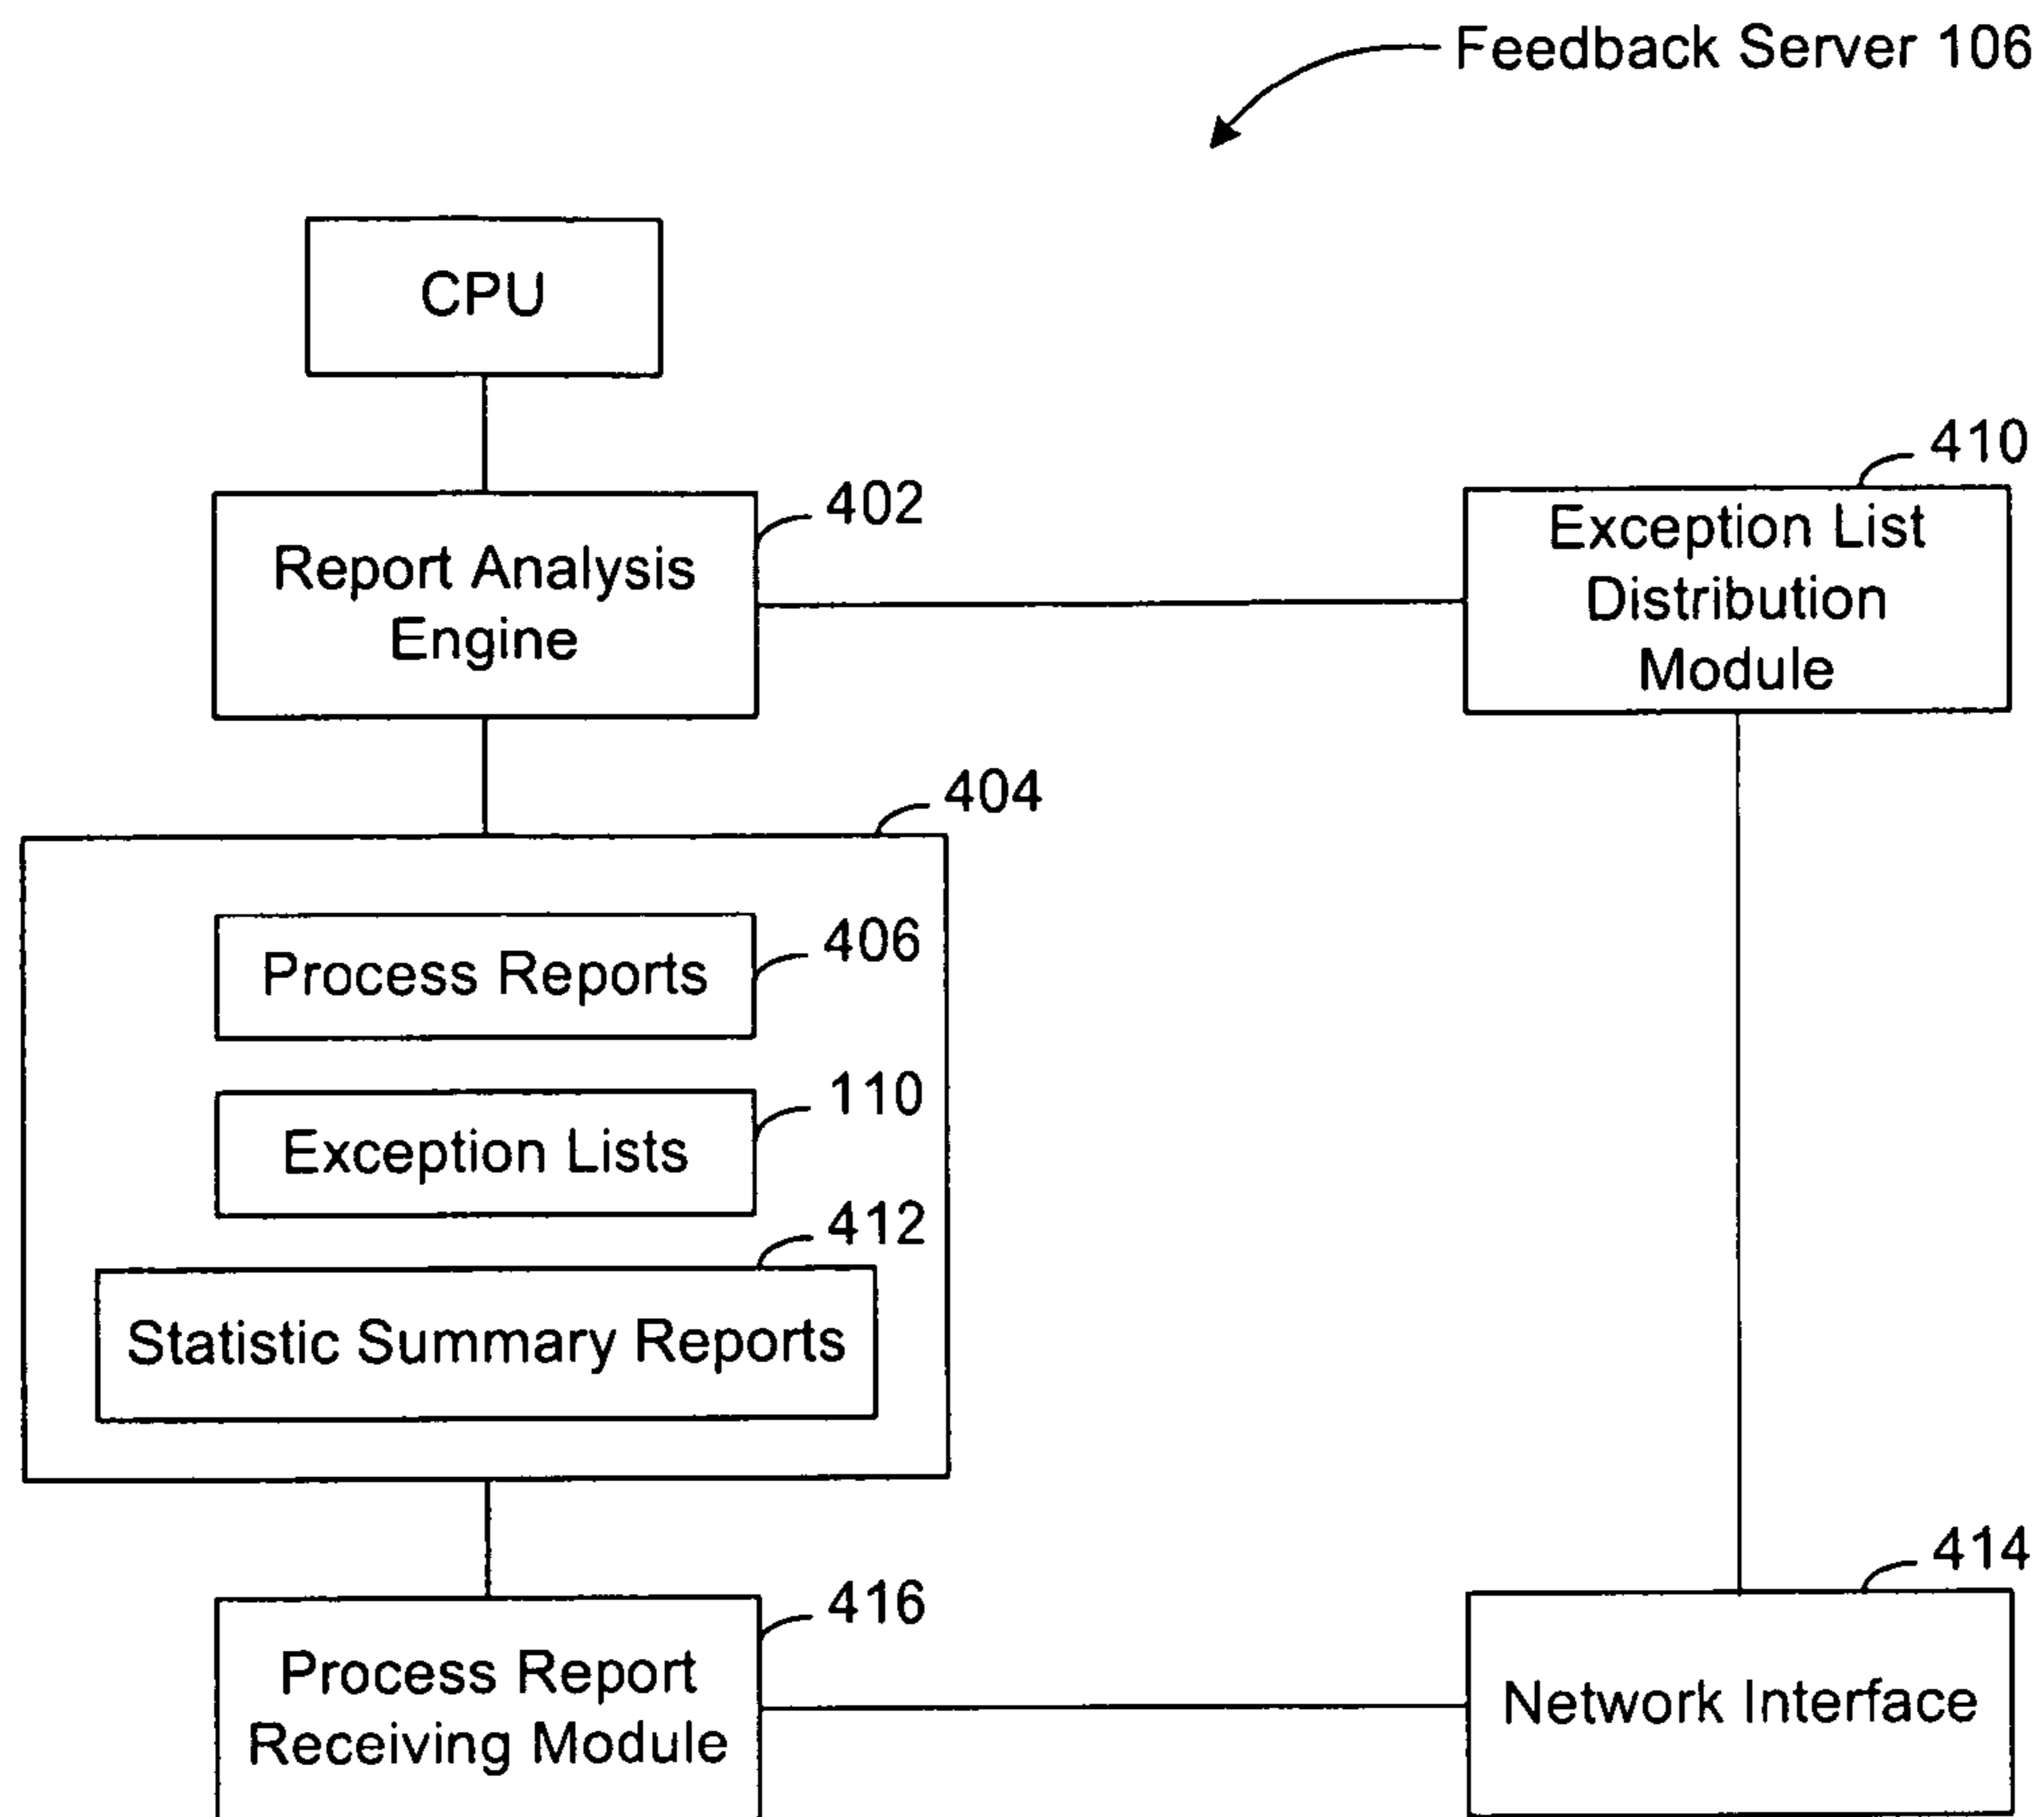 Feedback Server 106
CPU
402
Report Analysis
Engine
410
Exception List
Distribution
Module
404
406
Process Reports
110
Exception Lists
412
Statistic Summary Reports
416
Process Report
Receiving Module
414
Network Interface